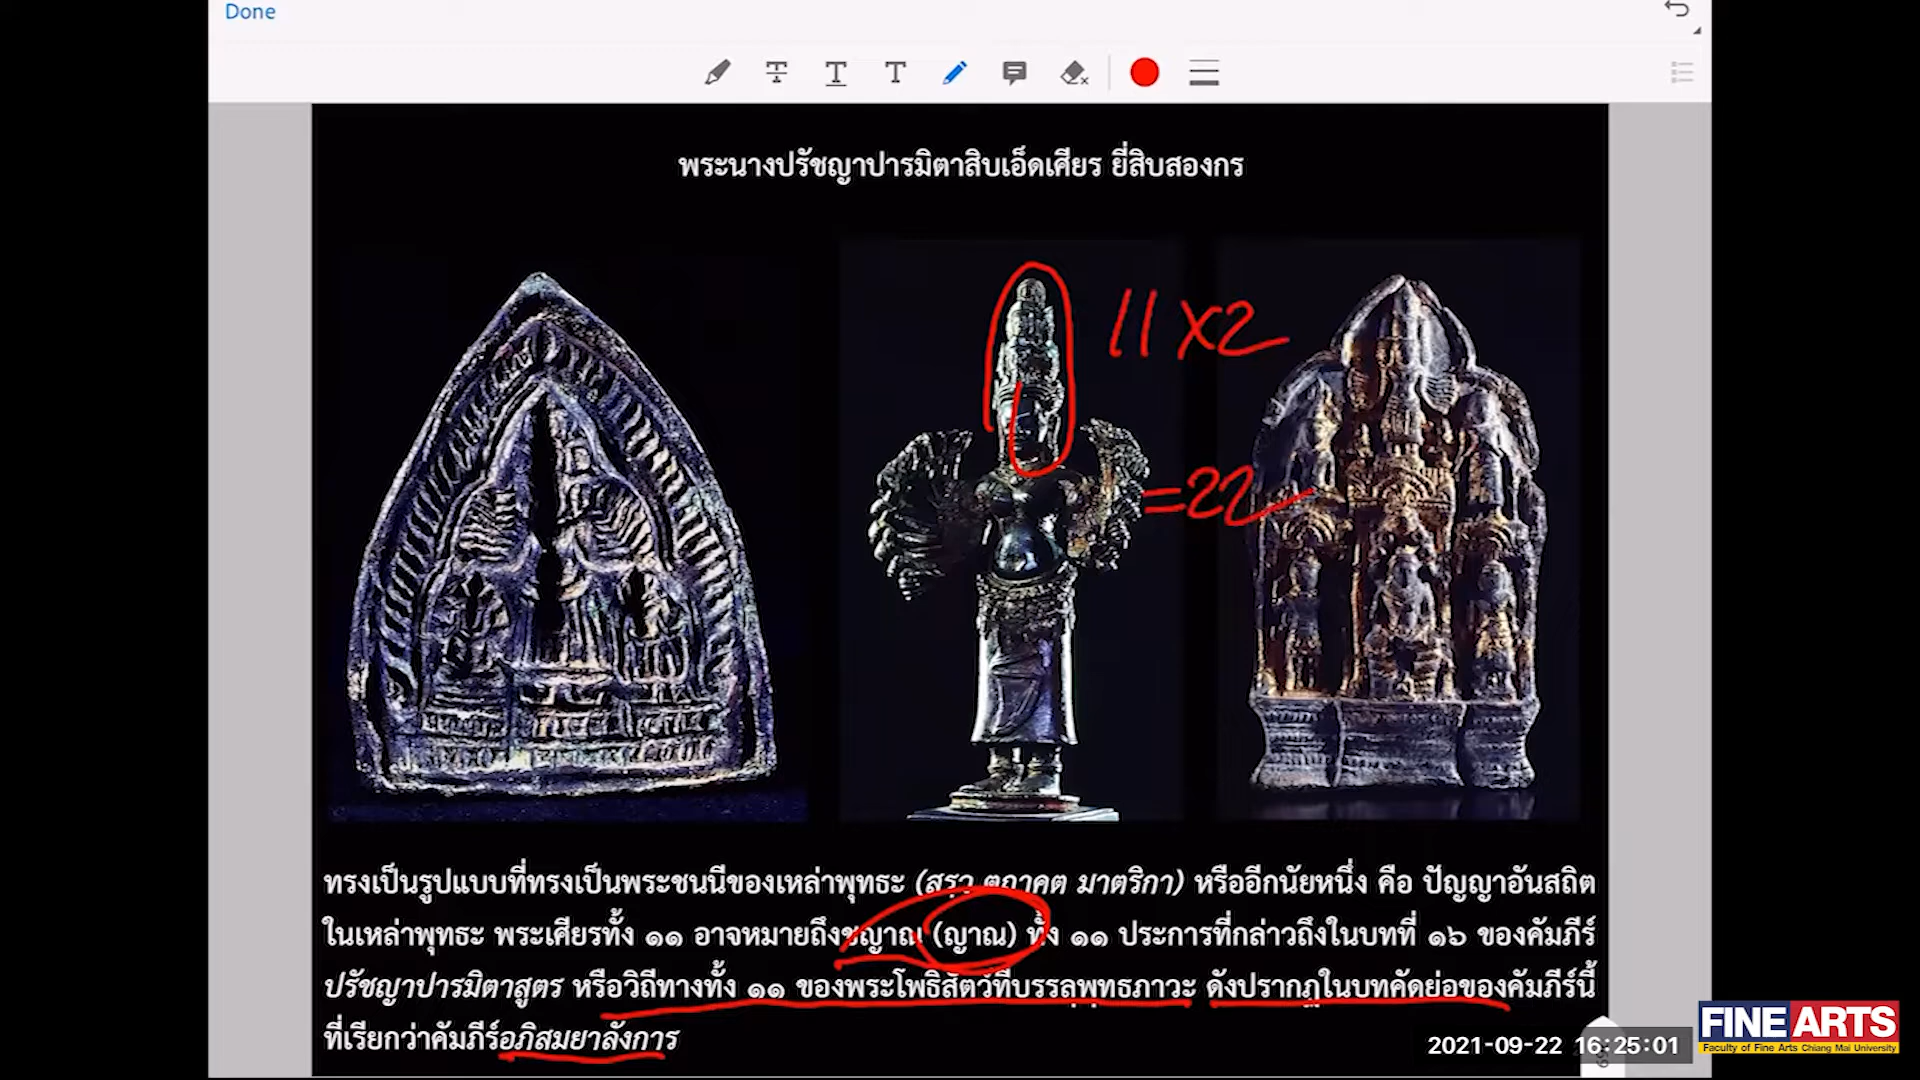 Done
พระนางปรัชญาปารมิตาสิบเอ็ดเศียร ยี่สิบสองกร
11 x 2
= 22
ทรงเป็นรูปแบบที่ทรงเป็นพระชนนีของเหล่าพุทธะ (สรฺว ตถาคต มาตริกา) หรืออีกนัยหนึ่ง คือ ปัญญาอันสถิต
ในเหล่าพุทธะ พระเศียรทั้ง ๑๑ อาจหมายถึงชญาณ (ญาณ) ทั้ง ๑๑ ประการที่กล่าวถึงในบทที่ ๑๖ ของคัมภีร์
ปรัชญาปารมิตาสูตร หรือวิถีทางทั้ง ๑๑ ของพระโพธิสัตว์ที่บรรลุพุทธภาวะ ดังปรากฏในบทคัดย่อของคัมภีร์นี้
ที่เรียกว่าคัมภีร์อภิสมยาลังการ
2021-09-22 16:25:01
FINE ARTS
Faculty of Fine Arts Chiang Mai University